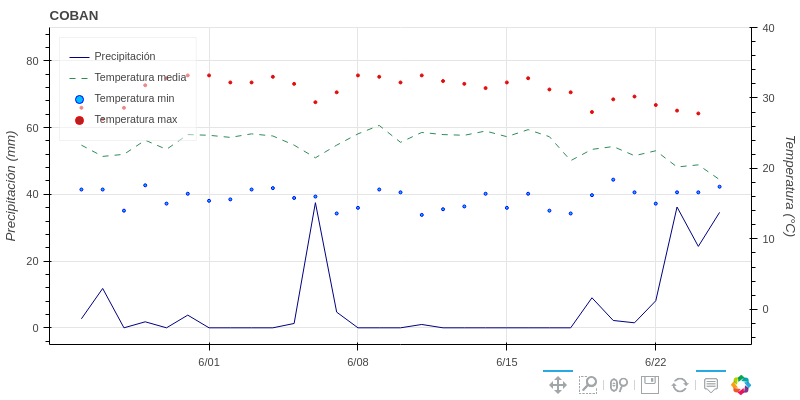 COBAN
Precipitación
Temperatura media
Temperatura min
Temperatura max
Precipitación (mm)
80
60
40
20
0
Temperatura (°C)
40
30
20
10
0
6/01
6/08
6/15
6/22